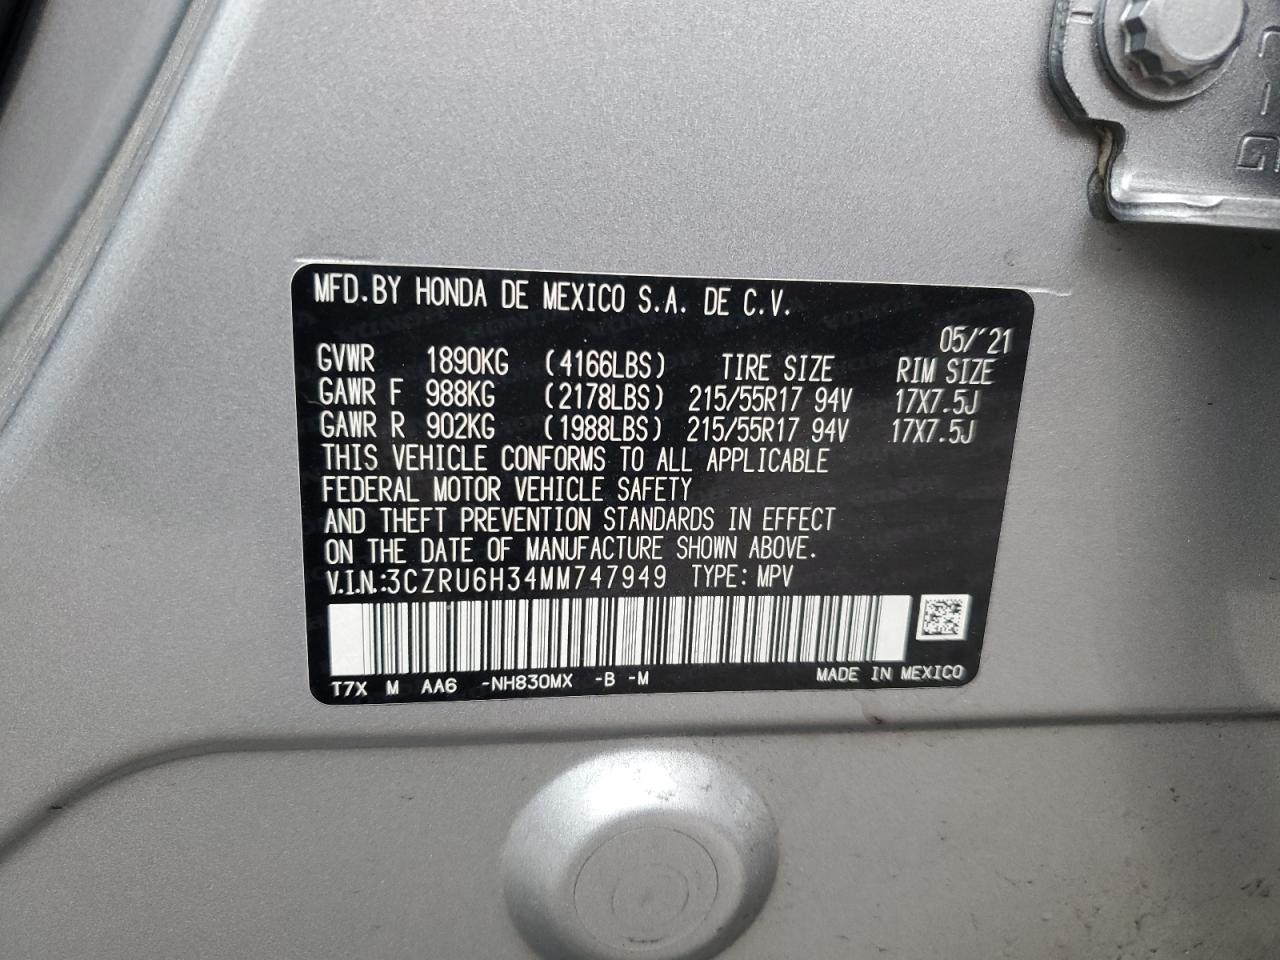 MFD.BY HONDA DE MEXICO S.A. DE C.V.
05/'21
GVWR 1890KG (4166LBS) TIRE SIZE RIM SIZE
GAWR F 988KG (2178LBS) 215/55R17 94V 17X7.5J
GAWR R 902KG (1988LBS) 215/55R17 94V 17X7.5J
THIS VEHICLE CONFORMS TO ALL APPLICABLE
FEDERAL MOTOR VEHICLE SAFETY
AND THEFT PREVENTION STANDARDS IN EFFECT
ON THE DATE OF MANUFACTURE SHOWN ABOVE.
V.I.N.:3CZRU6H34MM747949 TYPE: MPV
T7X M AA6 -NH830MX -B -M MADE IN MEXICO